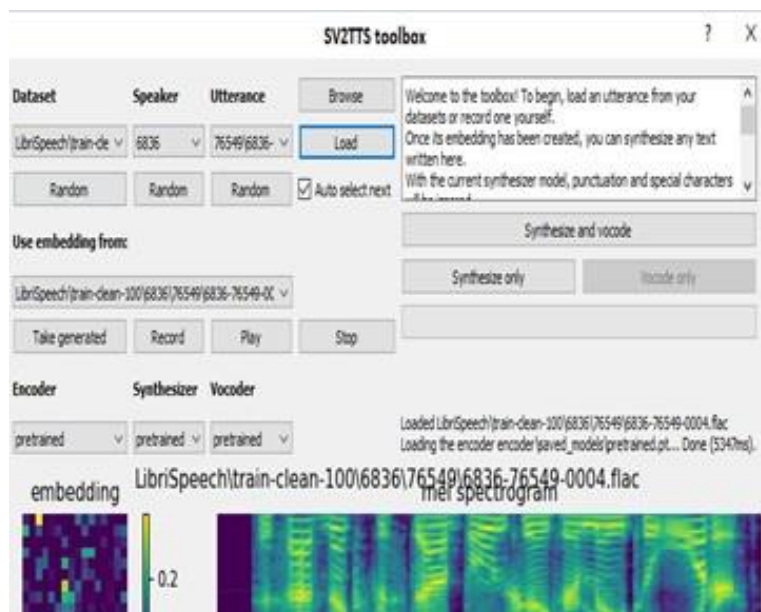 SV2TTS toolbox
? X
Dataset Speaker Utterance Browse
LibriSpeech\train-cle 6836 76549\6836- Load
Random Random Random Auto select next
Welcome to the toolbox! To begin, load an utterance from your
datasets or record one yourself.
Once its embedding has been created, you can synthesize any text
written here.
With the current synthesizer model, punctuation and special characters
Synthesize and vocode
Synthesize only Vocode only
Use embedding from:
LibriSpeech\train-clean-100\6836\76549\6836-76549-0C
Take generated Record Play Stop
Encoder Synthesizer Vocoder
pretrained pretrained pretrained
Loaded LibriSpeech\train-clean-100\6836\76549\6836-76549-0004.flac
Loading the encoder encoder\saved_models\pretrained.pt... Done (5347ms).
LibriSpeech\train-clean-100\6836\76549\6836-76549-0004.flac
embedding mel spectrogram
0.2